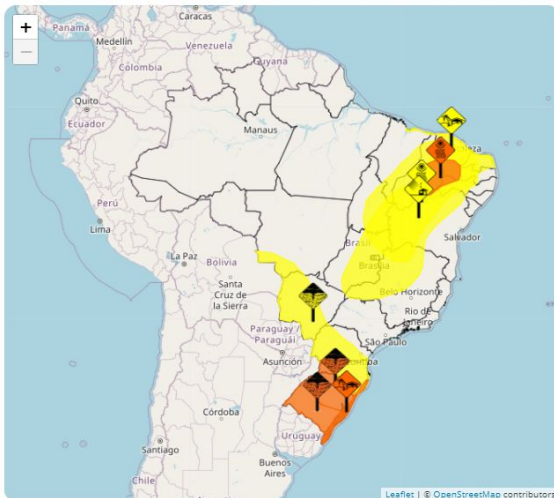 +
−
Panamá
Caracas
Medellín
Venezuela
Guyana
Colombia
Quito
Ecuador
Manaus
Perú
Lima
Bolivia
La Paz
Santa
Cruz de
la Sierra
Brasil
Brasília
Salvador
Belo Horizonte
Rio de
Janeiro
São Paulo
Paraguay /
Paraguái
Asunción
Córdoba
Uruguay
Santiago
Buenos
Aires
Chile
Leaflet | © OpenStreetMap contributors